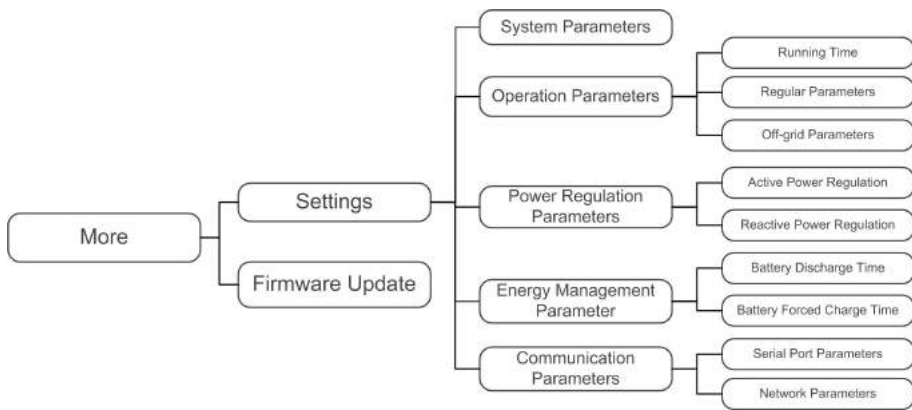 More
Settings
Firmware Update
System Parameters
Operation Parameters
Running Time
Regular Parameters
Off-grid Parameters
Power Regulation
Parameters
Active Power Regulation
Reactive Power Regulation
Energy Management
Parameter
Battery Discharge Time
Battery Forced Charge Time
Communication
Parameters
Serial Port Parameters
Network Parameters